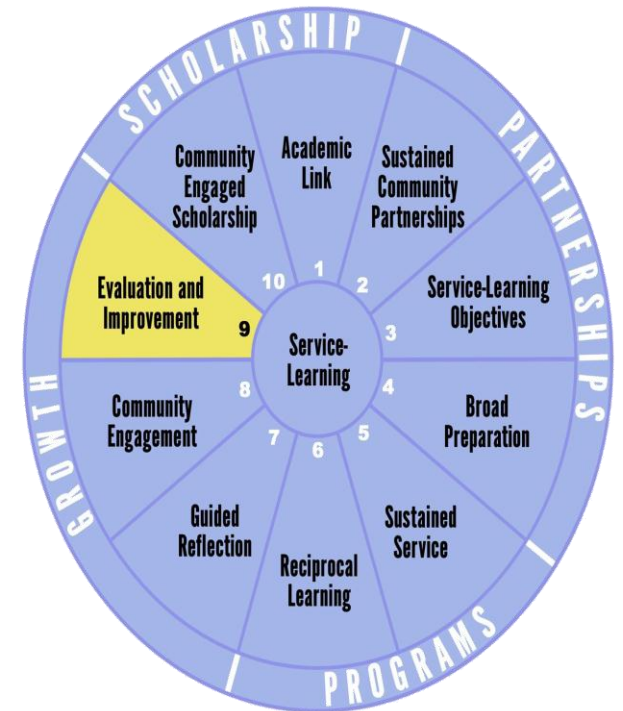 SCHOLARSHIP
PARTNERSHIPS
PROGRAMS
GROWTH
Academic
Link
1
Sustained
Community
Partnerships
2
Service-Learning
Objectives
3
Broad
Preparation
4
Sustained
Service
5
Reciprocal
Learning
6
Guided
Reflection
7
Community
Engagement
8
Evaluation and
Improvement
9
Community
Engaged
Scholarship
10
Service-
Learning